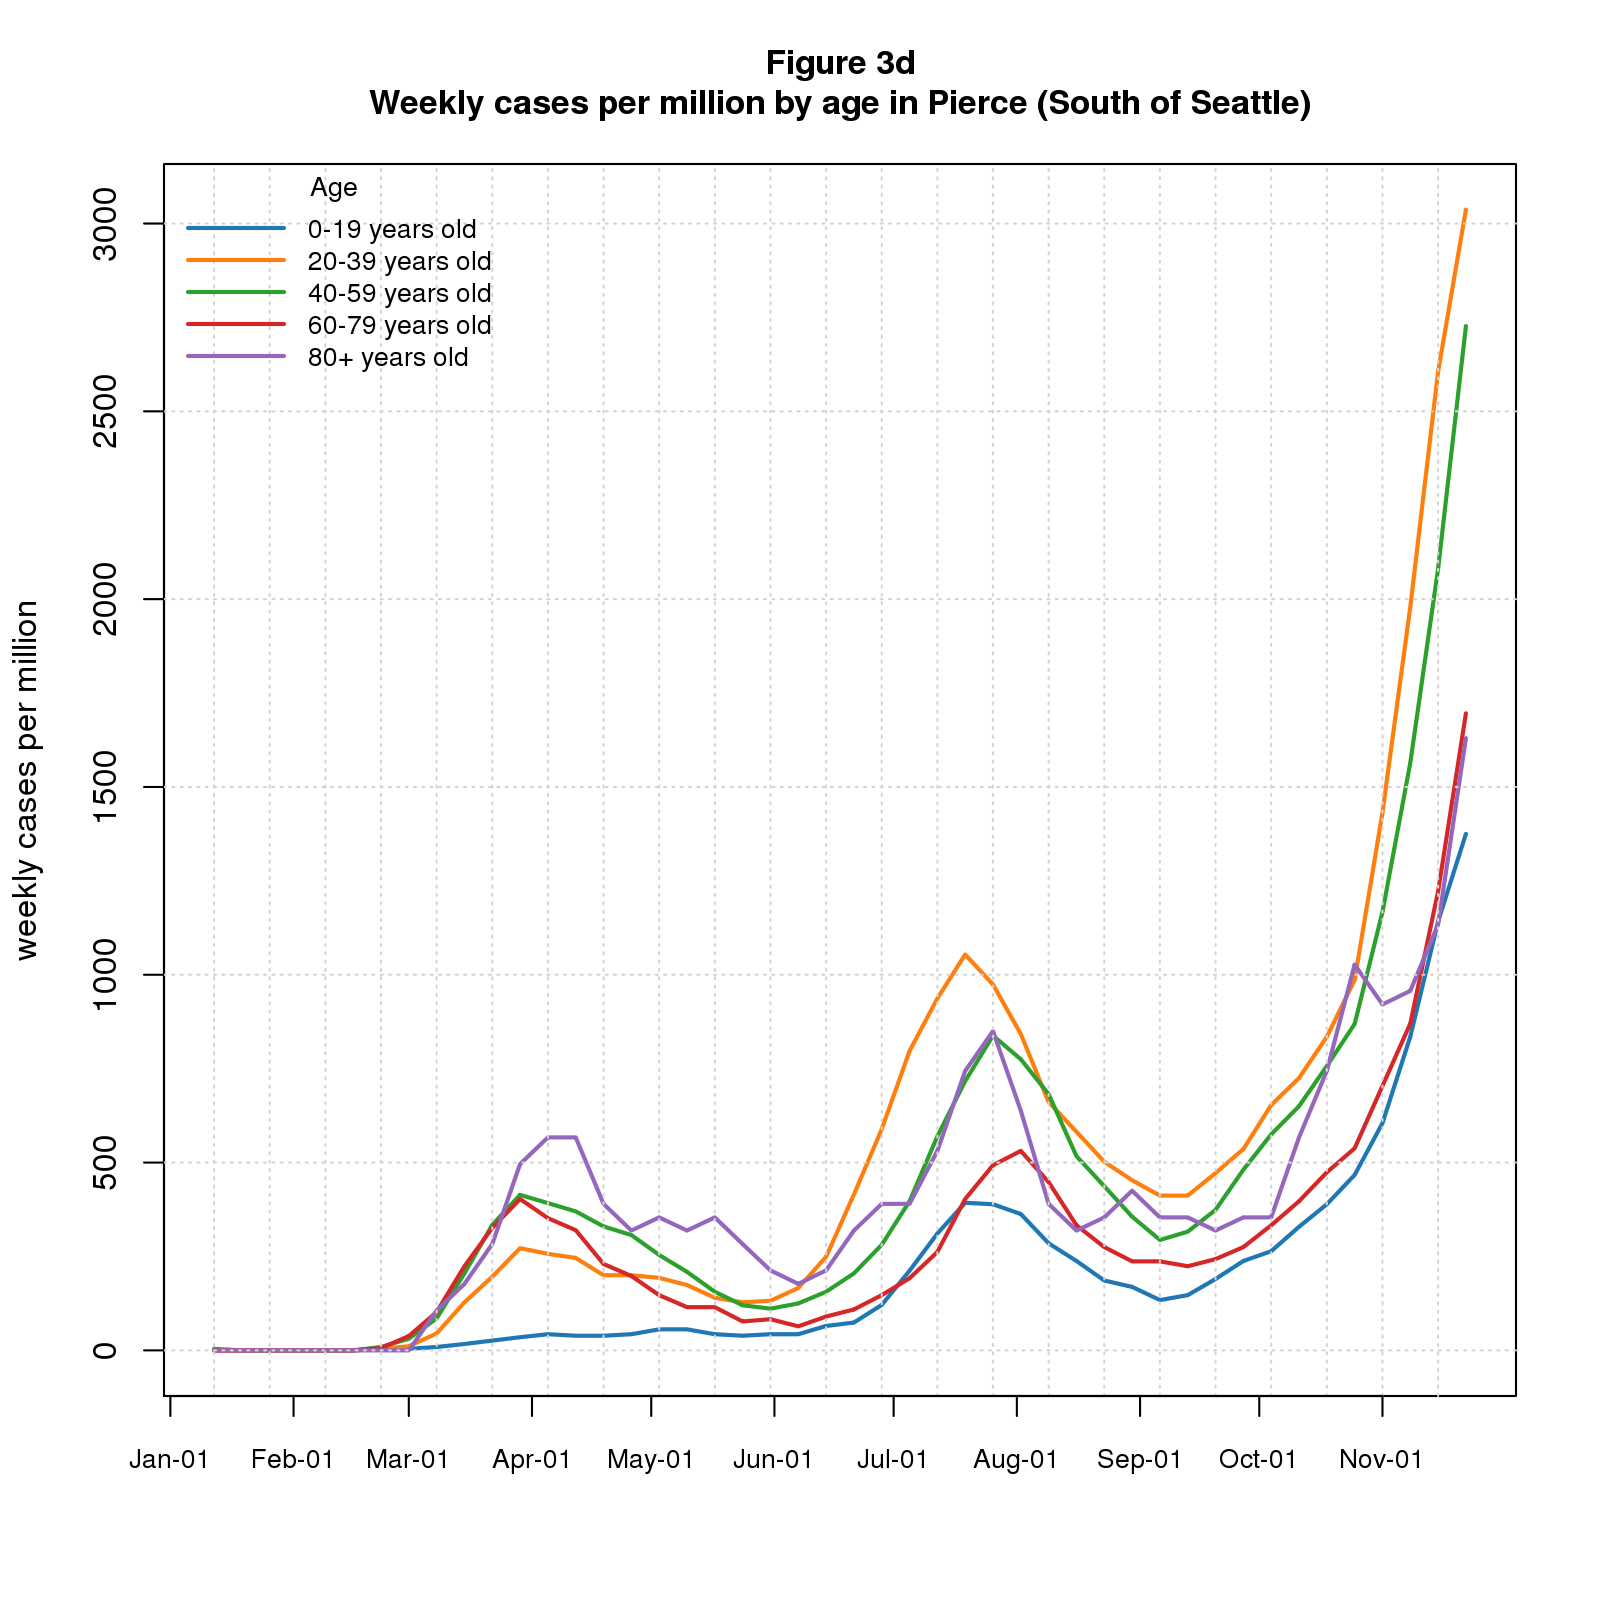 Figure 3d
Weekly cases per million by age in Pierce (South of Seattle)
Age
0-19 years old
20-39 years old
40-59 years old
60-79 years old
80+ years old
weekly cases per million
3000
2500
2000
1500
1000
500
0
Jan-01 Feb-01 Mar-01 Apr-01 May-01 Jun-01 Jul-01 Aug-01 Sep-01 Oct-01 Nov-01